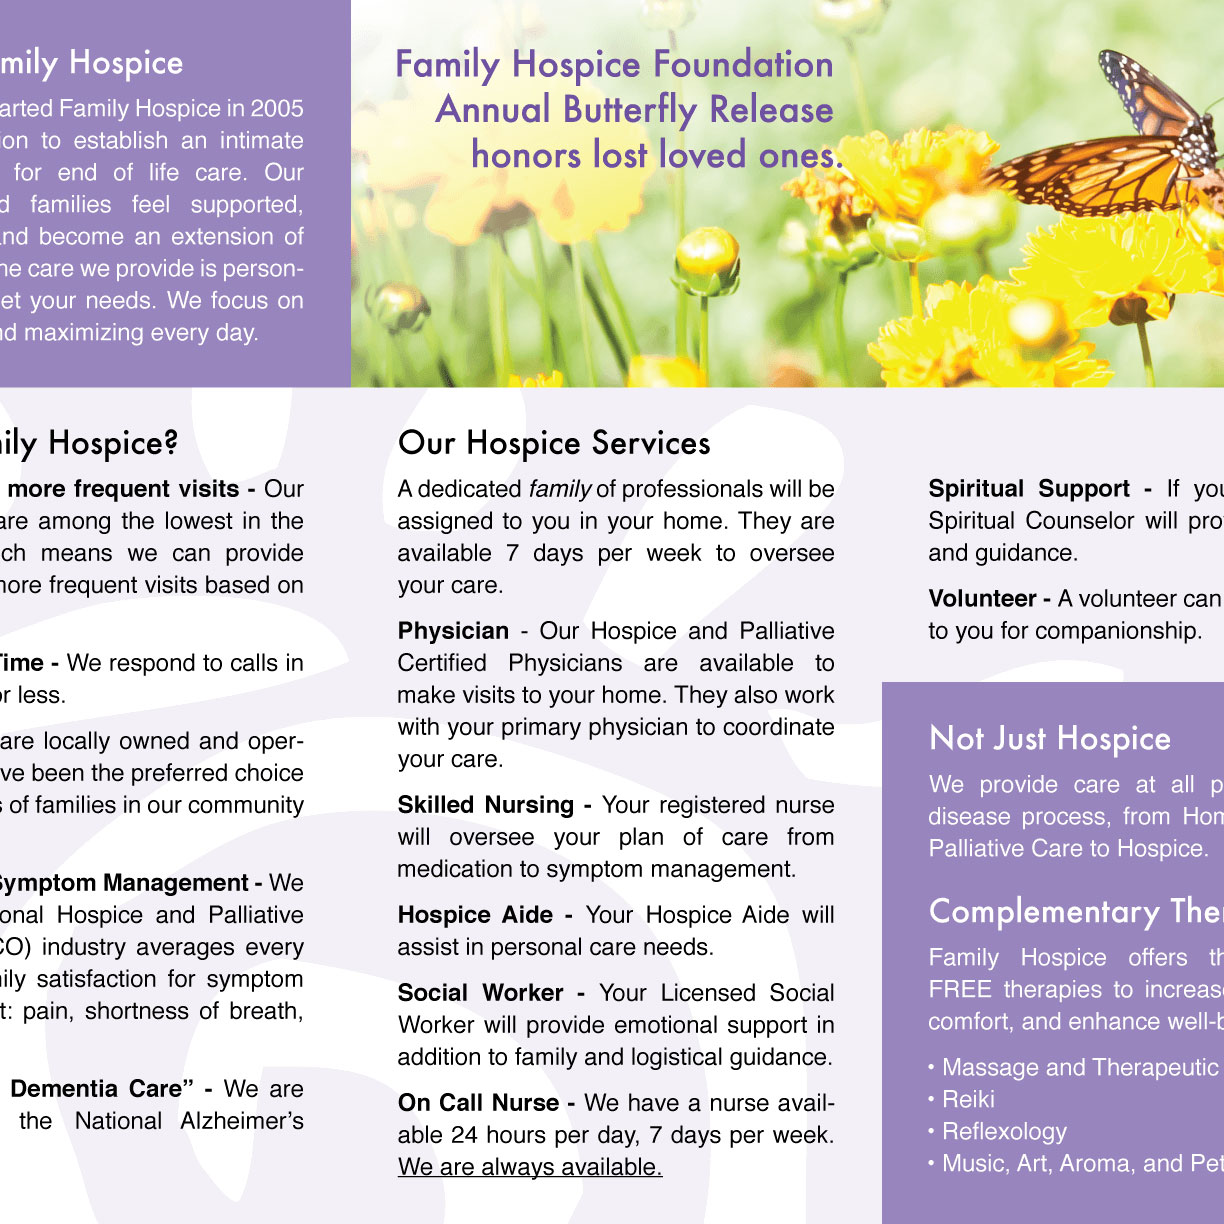 mily Hospice
arted Family Hospice in 2005
ion to establish an intimate
for end of life care. Our
d families feel supported,
nd become an extension of
he care we provide is person-
et your needs. We focus on
nd maximizing every day.
Family Hospice Foundation
Annual Butterfly Release
honors lost loved ones.
ily Hospice?
more frequent visits - Our
are among the lowest in the
ch means we can provide
more frequent visits based on
Time - We respond to calls in
or less.
are locally owned and oper-
ve been the preferred choice
s of families in our community
Symptom Management - We
onal Hospice and Palliative
CO) industry averages every
ily satisfaction for symptom
t: pain, shortness of breath,
Dementia Care” - We are
the National Alzheimer’s
Our Hospice Services
A dedicated family of professionals will be
assigned to you in your home. They are
available 7 days per week to oversee
your care.
Physician - Our Hospice and Palliative
Certified Physicians are available to
make visits to your home. They also work
with your primary physician to coordinate
your care.
Skilled Nursing - Your registered nurse
will oversee your plan of care from
medication to symptom management.
Hospice Aide - Your Hospice Aide will
assist in personal care needs.
Social Worker - Your Licensed Social
Worker will provide emotional support in
addition to family and logistical guidance.
On Call Nurse - We have a nurse avail-
able 24 hours per day, 7 days per week.
We are always available.
Spiritual Support - If you
Spiritual Counselor will pro
and guidance.
Volunteer - A volunteer can
to you for companionship.
Not Just Hospice
We provide care at all p
disease process, from Hom
Palliative Care to Hospice.
Complementary Ther
Family Hospice offers th
FREE therapies to increase
comfort, and enhance well-b
• Massage and Therapeutic
• Reiki
• Reflexology
• Music, Art, Aroma, and Pet